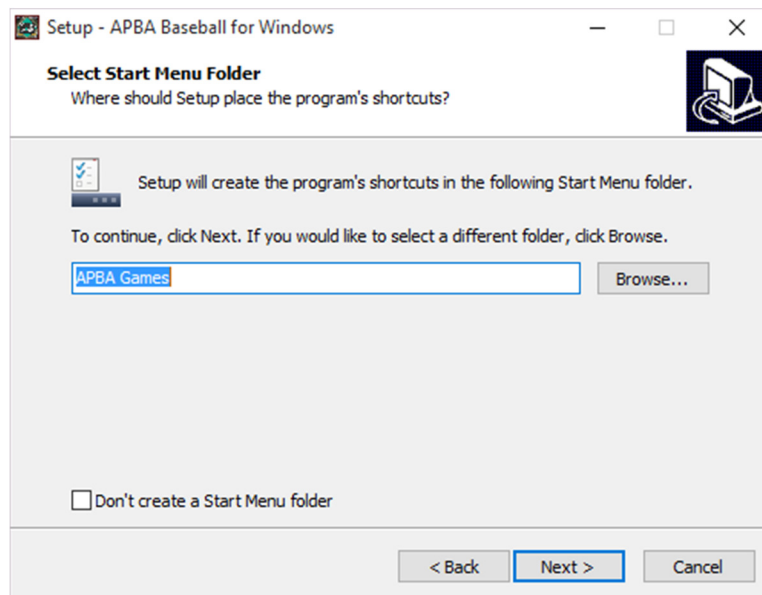 Setup - APBA Baseball for Windows
Select Start Menu Folder
Where should Setup place the program's shortcuts?
Setup will create the program's shortcuts in the following Start Menu folder.
To continue, click Next. If you would like to select a different folder, click Browse.
APBA Games
Browse...
Don't create a Start Menu folder
< Back
Next >
Cancel